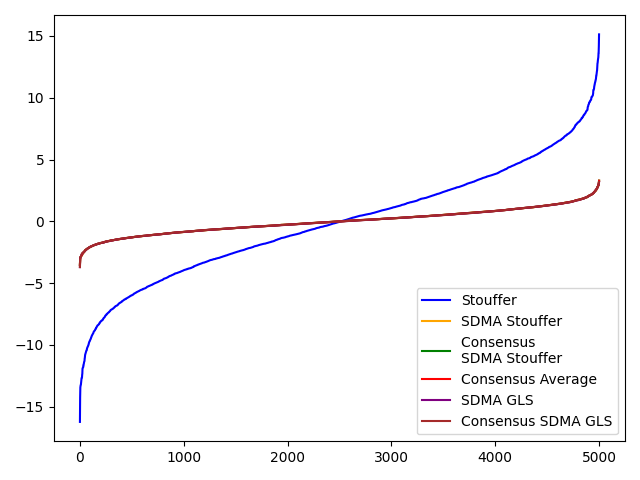 15
10
5
0
−5
−10
−15
0
1000
2000
3000
4000
5000
Stouffer
SDMA Stouffer
Consensus
SDMA Stouffer
Consensus Average
SDMA GLS
Consensus SDMA GLS